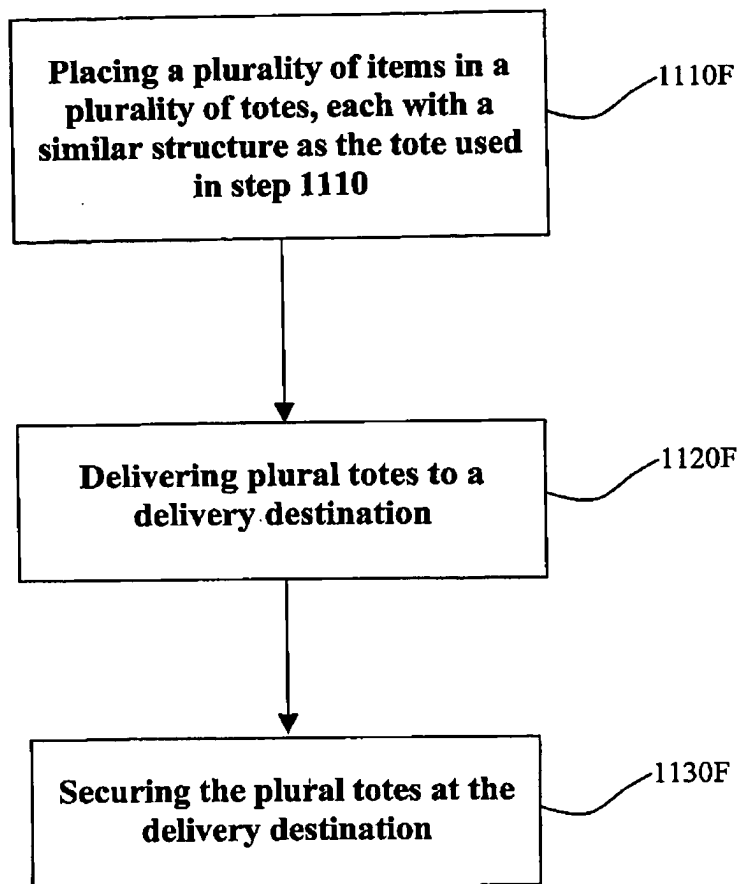 Placing a plurality of items in a
plurality of totes, each with a
similar structure as the tote used
in step 1110
1110F
Delivering plural totes to a
delivery destination
1120F
Securing the plural totes at the
delivery destination
1130F